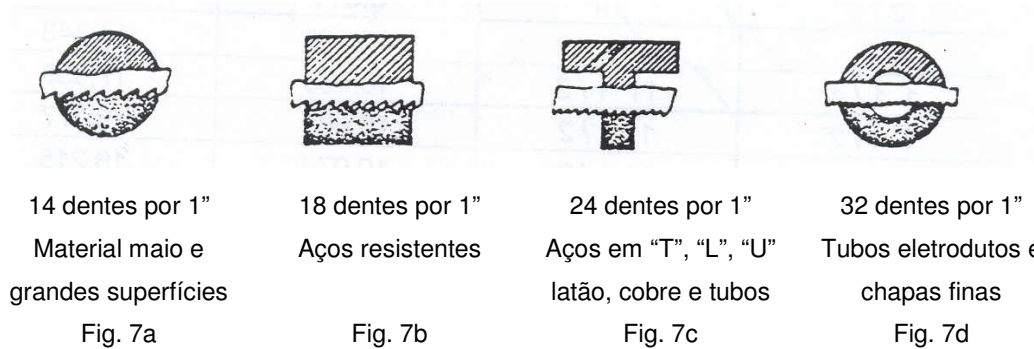 14 dentes por 1”
Material maio e
grandes superfícies
Fig. 7a
18 dentes por 1”
Aços resistentes
Fig. 7b
24 dentes por 1”
Aços em “T”, “L”, “U”
latão, cobre e tubos
Fig. 7c
32 dentes por 1”
Tubos eletrodutos e
chapas finas
Fig. 7d